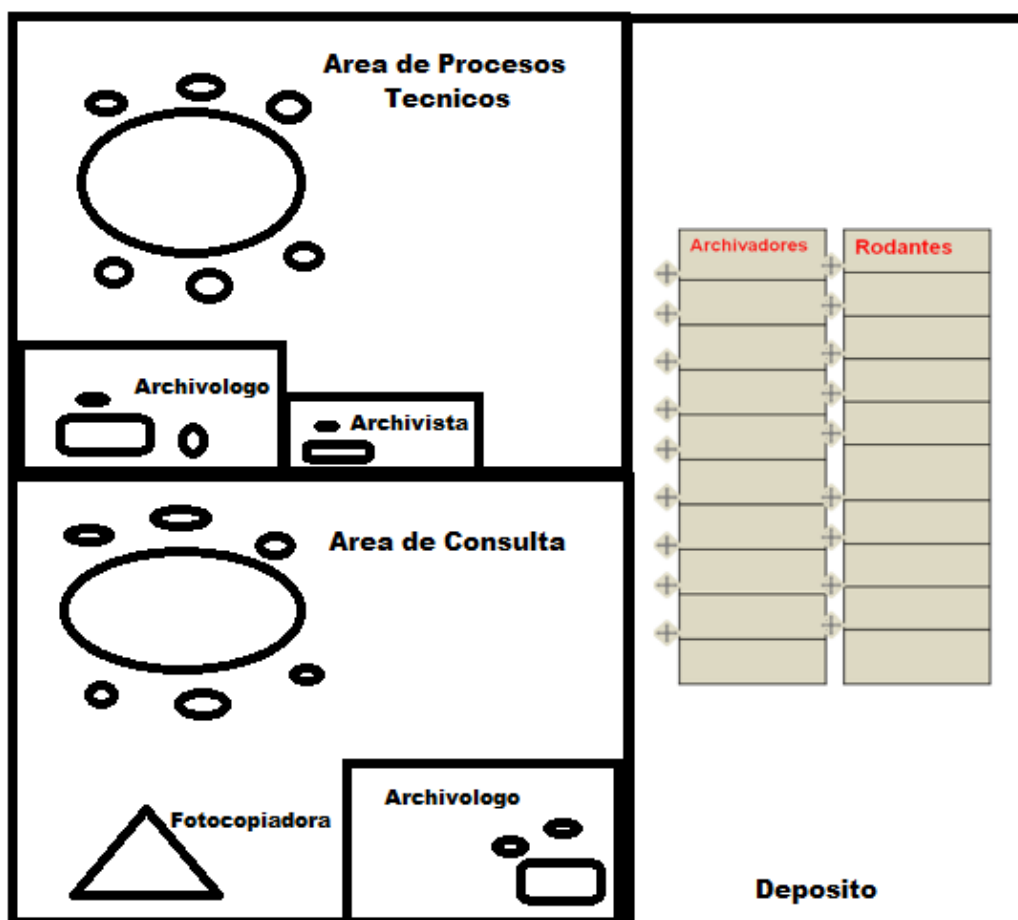 Area de Procesos
Tecnicos
Archivadores
Rodantes
Archivologo
Archivista
Area de Consulta
Fotocopiadora
Archivologo
Deposito